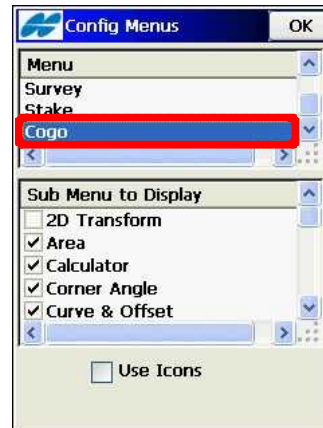 Config Menus OK
Menu
Survey
Stake
Cogo
Sub Menu to Display
2D Transform
Area
Calculator
Corner Angle
Curve & Offset
Use Icons